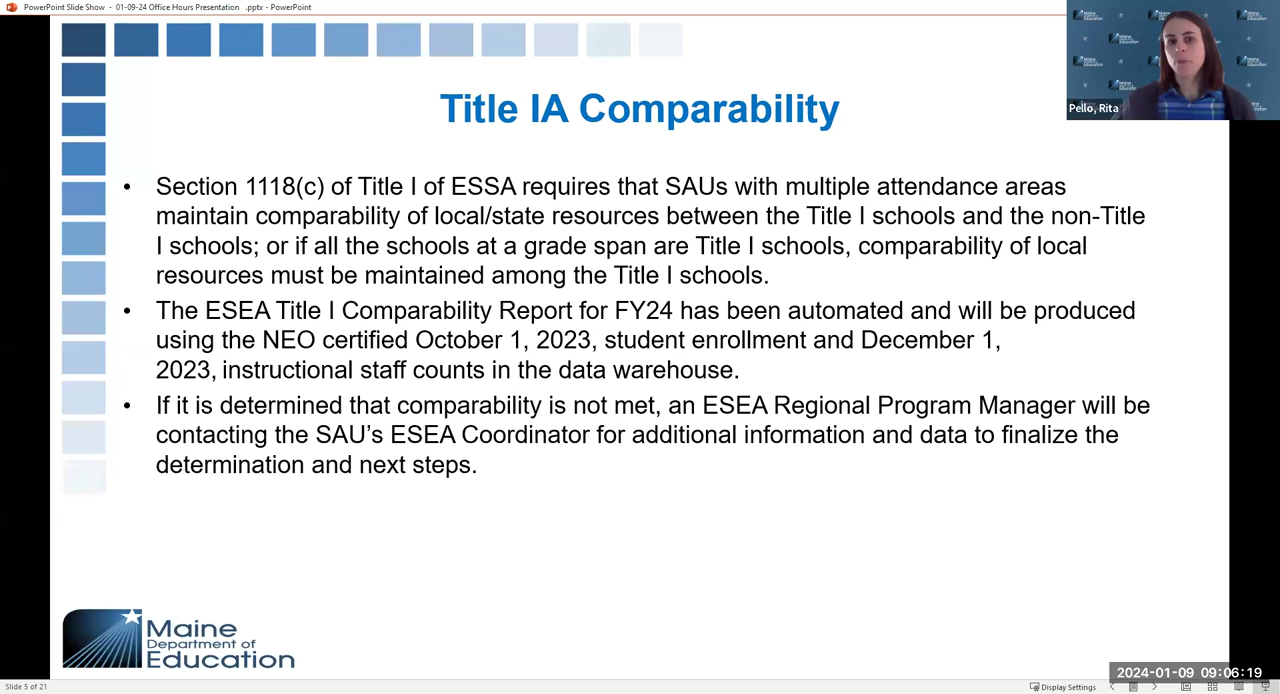 PowerPoint Slide Show - 01-09-24 Office Hours Presentation .pptx - PowerPoint
Maine
Department of
Education
Pello, Rita
Title IA Comparability
• Section 1118(c) of Title I of ESSA requires that SAUs with multiple attendance areas
maintain comparability of local/state resources between the Title I schools and the non-Title
I schools; or if all the schools at a grade span are Title I schools, comparability of local
resources must be maintained among the Title I schools.
• The ESEA Title I Comparability Report for FY24 has been automated and will be produced
using the NEO certified October 1, 2023, student enrollment and December 1,
2023, instructional staff counts in the data warehouse.
• If it is determined that comparability is not met, an ESEA Regional Program Manager will be
contacting the SAU’s ESEA Coordinator for additional information and data to finalize the
determination and next steps.
Maine
Department of
Education
2024-01-09 09:06:19
Slide 5 of 21
Display Settings